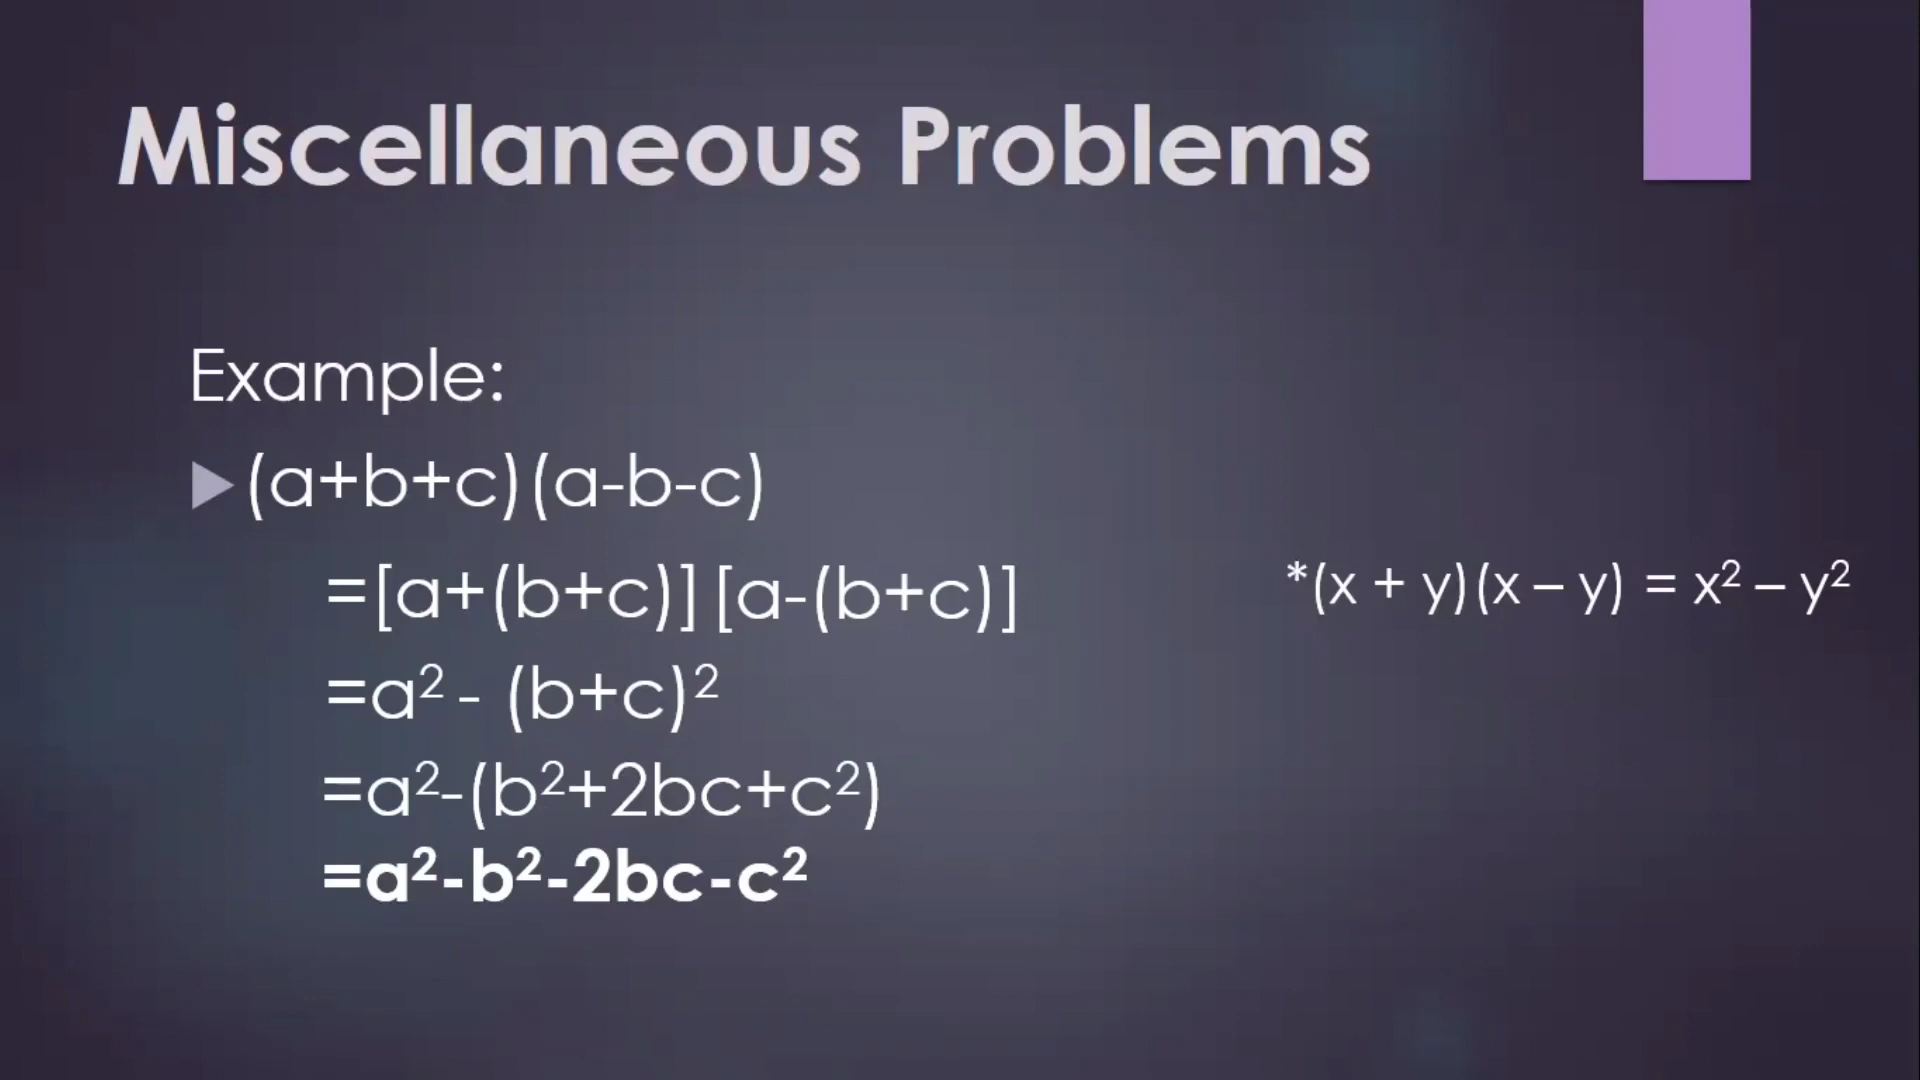 Miscellaneous Problems
Example:
(a+b+c)(a-b-c)
=[a+(b+c)][a-(b+c)]
*(x + y)(x – y) = x² – y²
=a² - (b+c)²
=a²-(b²+2bc+c²)
=a²-b²-2bc-c²